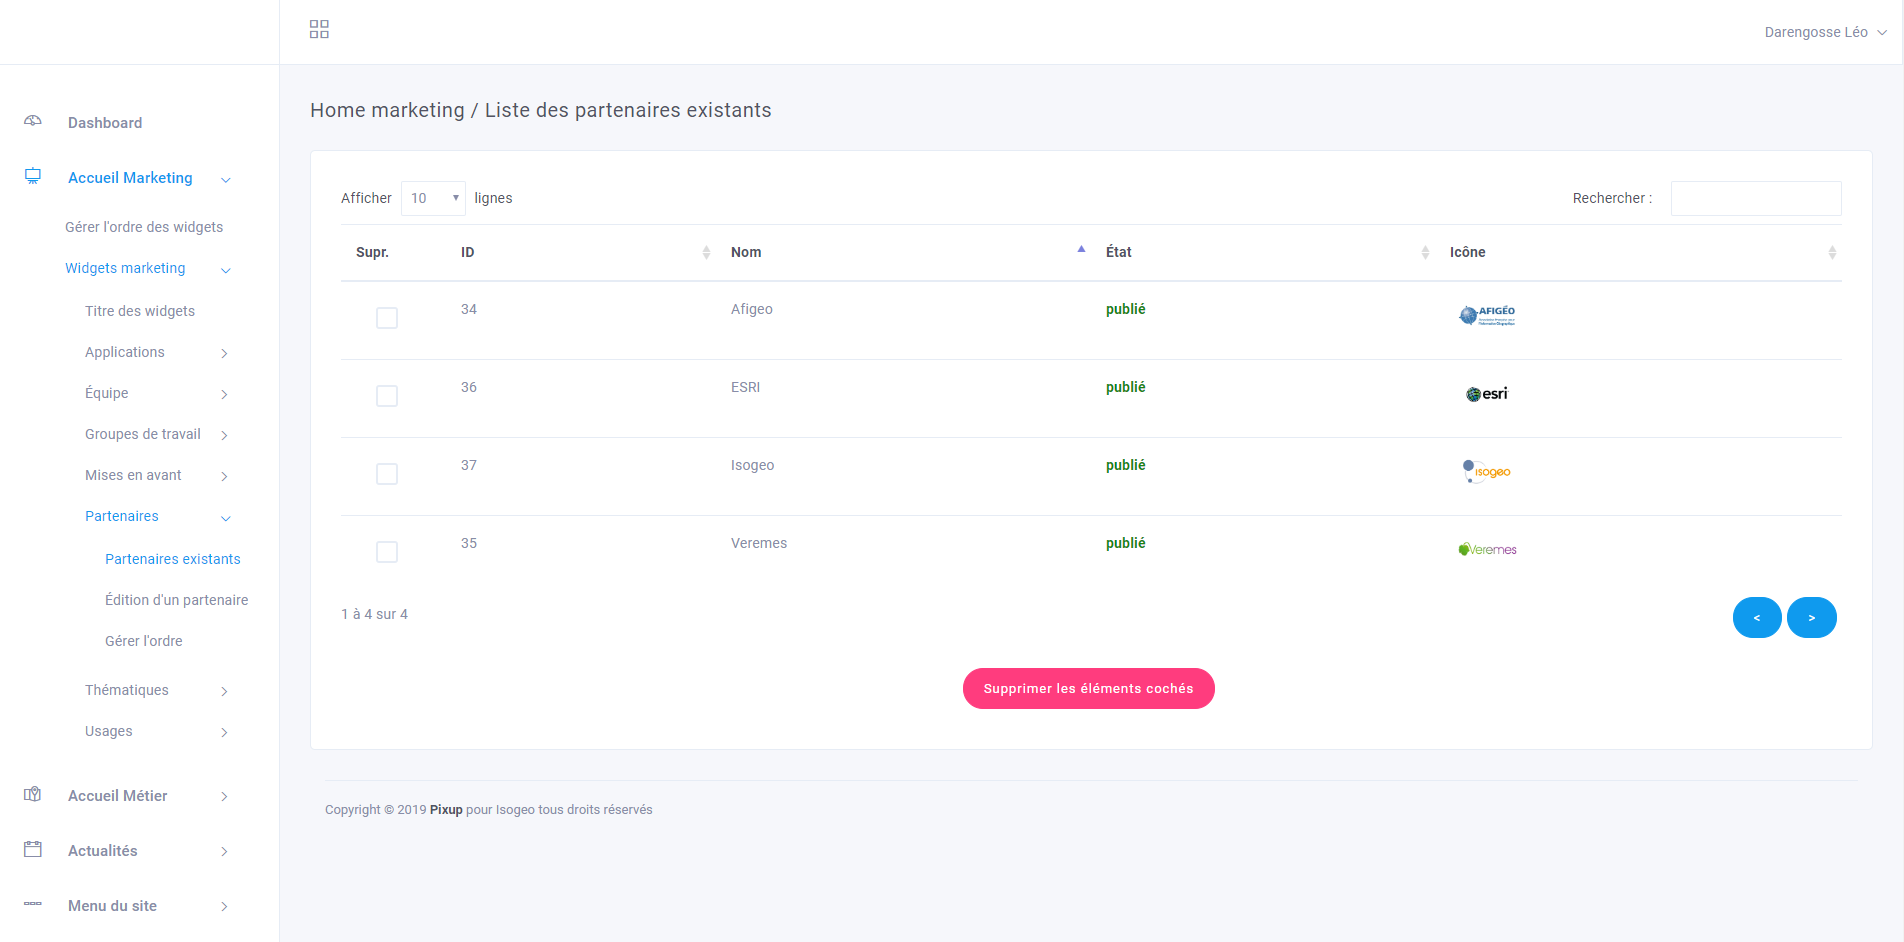 Darengosse Léo
Dashboard
Accueil Marketing
Gérer l'ordre des widgets
Widgets marketing
Titre des widgets
Applications
Équipe
Groupes de travail
Mises en avant
Partenaires
Partenaires existants
Édition d'un partenaire
Gérer l'ordre
Thématiques
Usages
Accueil Métier
Actualités
Menu du site
Home marketing / Liste des partenaires existants
Afficher 10 lignes
Rechercher :
Supr. ID Nom État Icône
34 Afigeo publié AFIGÉO
36 ESRI publié esri
37 Isogeo publié isogeo
35 Veremes publié Veremes
1 à 4 sur 4
< >
Supprimer les éléments cochés
Copyright © 2019 Pixup pour Isogeo tous droits réservés